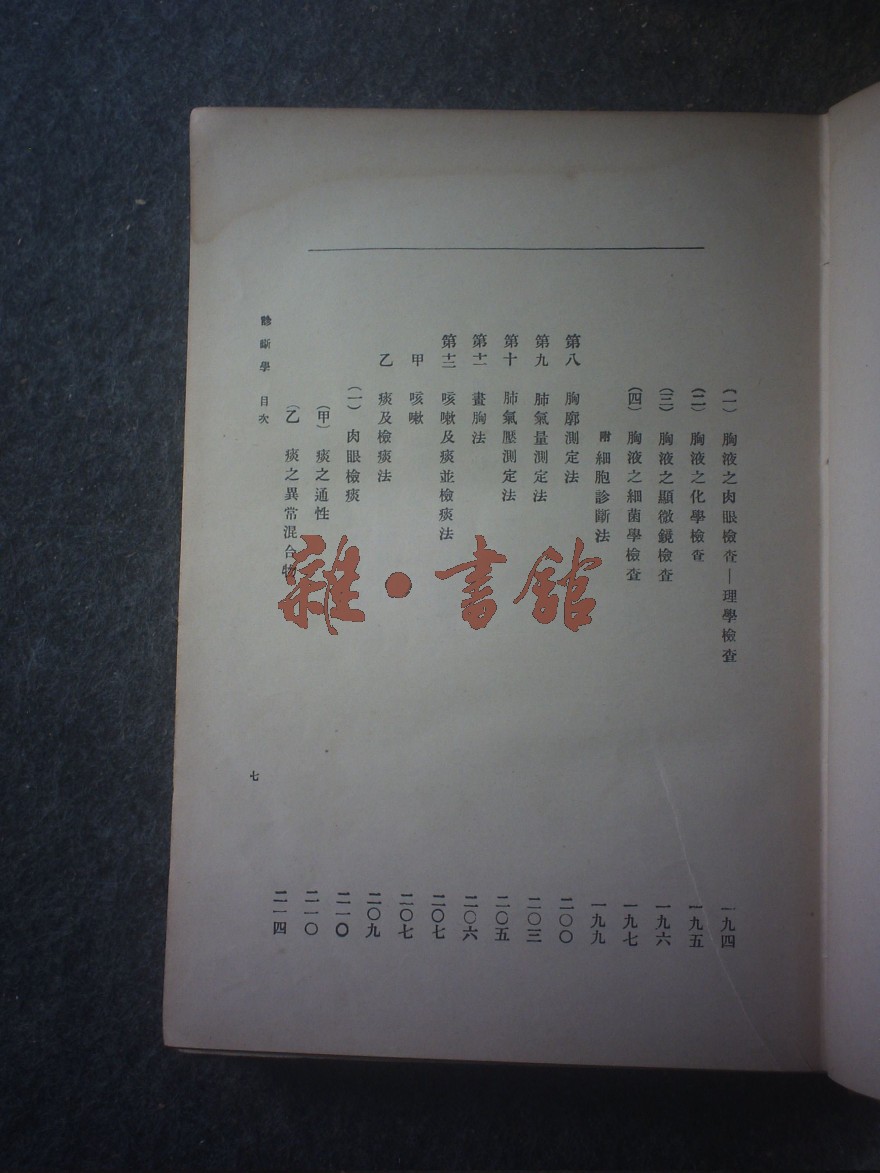 (一) 胸液之肉眼檢查—理學檢查 一九四
(二) 胸液之化學檢查 一九五
(三) 胸液之顯微鏡檢查 一九六
(四) 胸液之細菌學檢查 一九七
附 細胞診斷法 一九九
第八 胸廓測定法 二〇〇
第九 肺氣量測定法 二〇三
第十 肺氣壓測定法 二〇五
第十一 畫胸法 二〇六
第十二 咳嗽及痰並檢痰法 二〇七
甲 咳嗽 二〇七
乙 痰及檢痰法 二〇九
(一) 肉眼檢痰 二一〇
(甲) 痰之通性 二一〇
(乙) 痰之異常混合物 二一四
診斷學 目次 七
雜·書館